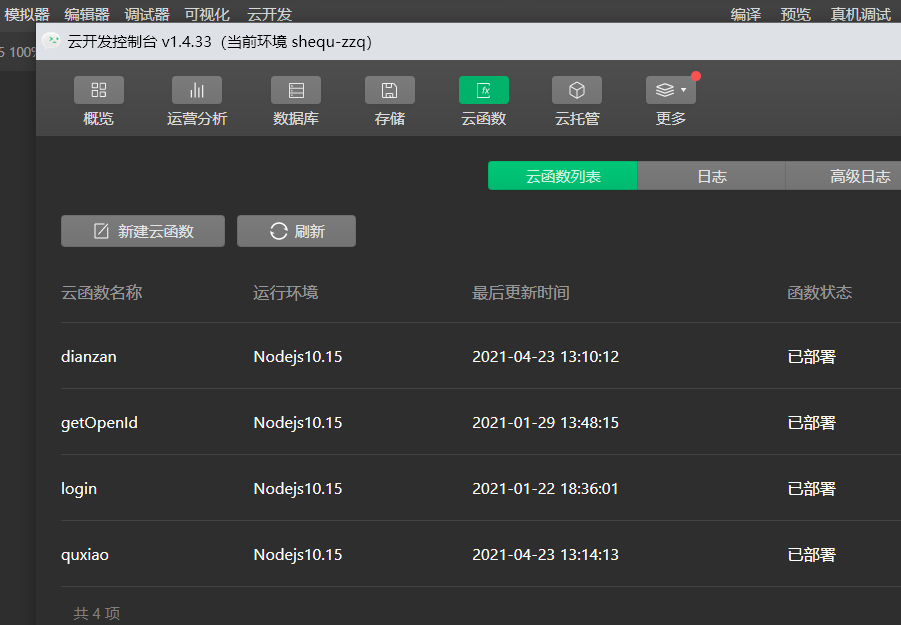 模拟器 编辑器 调试器 可视化 云开发 编译 预览 真机调试
云开发控制台 v1.4.33（当前环境 shequ-zzq）
5 100%
概览 运营分析 数据库 存储 云函数 云托管 更多
云函数列表 日志 高级日志
新建云函数 刷新
云函数名称 运行环境 最后更新时间 函数状态
dianzan Nodejs10.15 2021-04-23 13:10:12 已部署
getOpenId Nodejs10.15 2021-01-29 13:48:15 已部署
login Nodejs10.15 2021-01-22 18:36:01 已部署
quxiao Nodejs10.15 2021-04-23 13:14:13 已部署
共 4 项